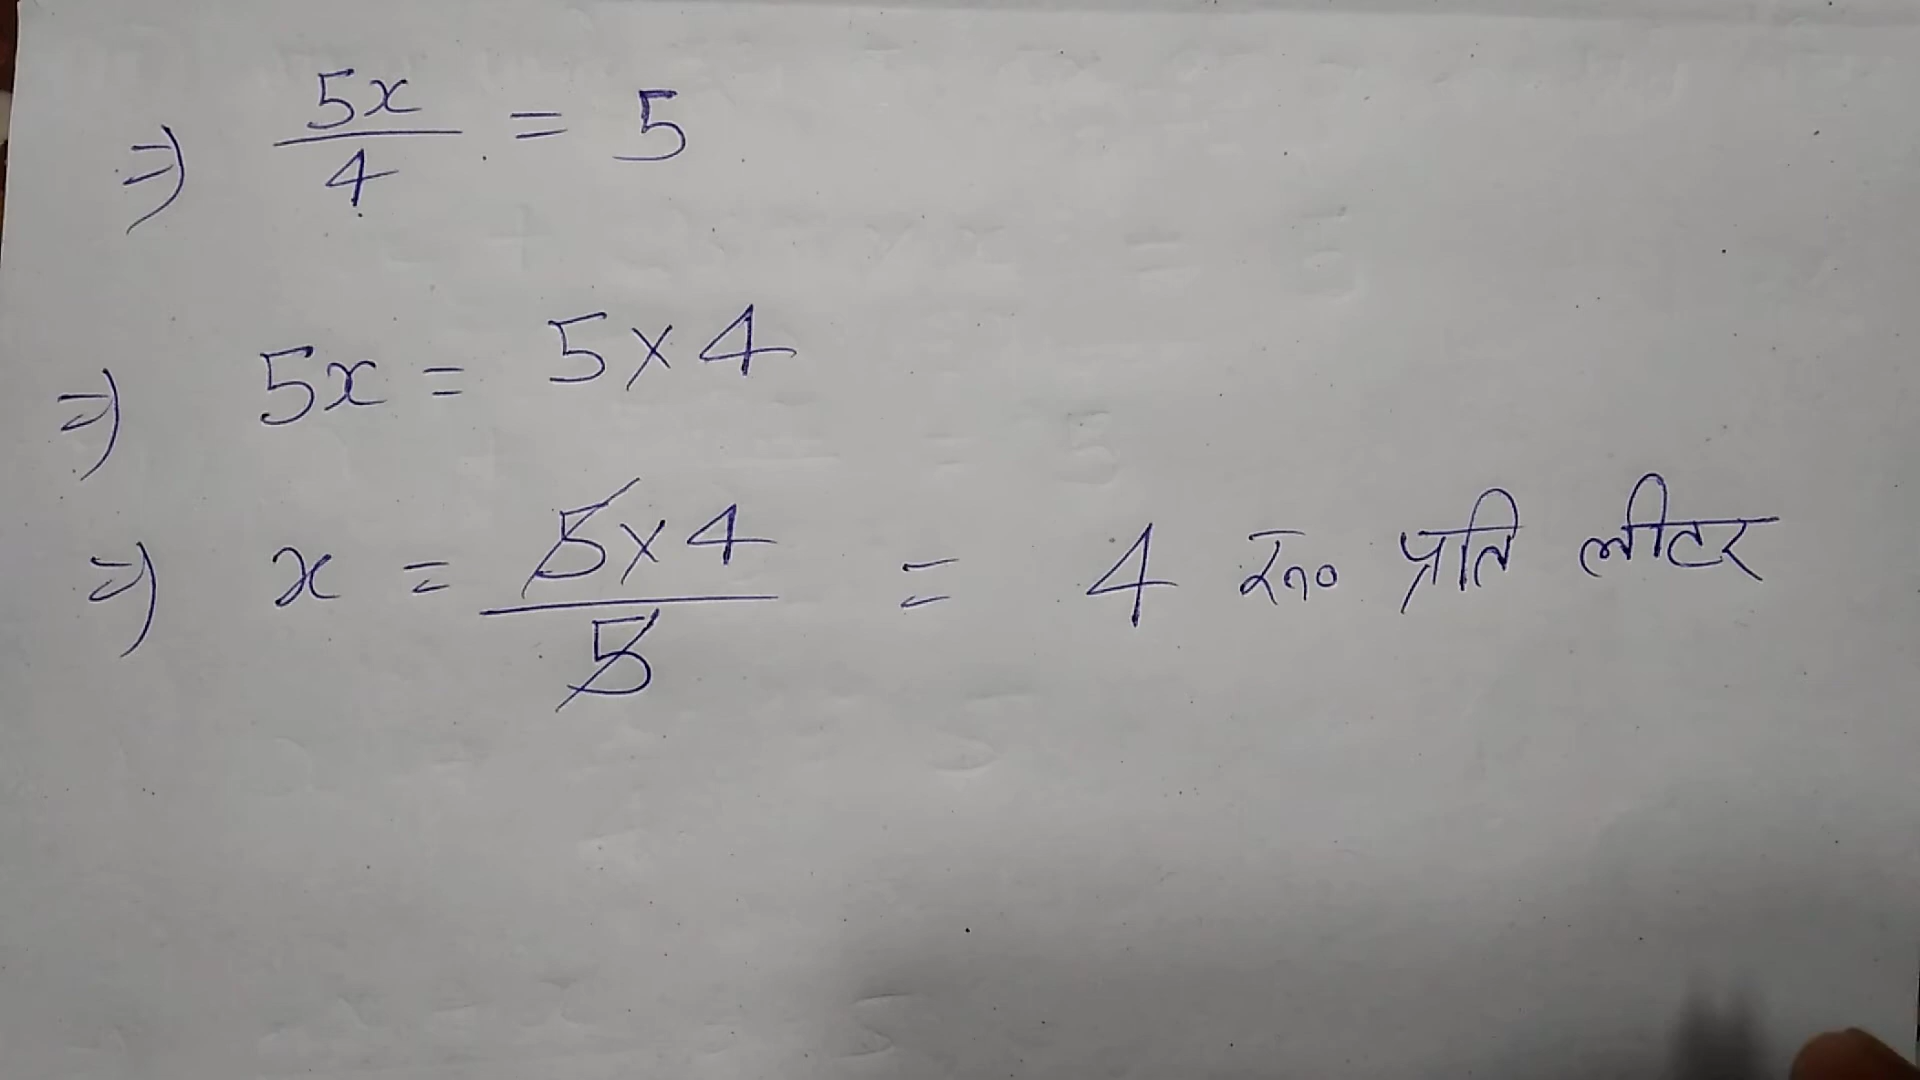 ⇒ 5x/4 = 5
⇒ 5x = 5×4
⇒ x = 5×4/5 = 4 रु० प्रति लीटर